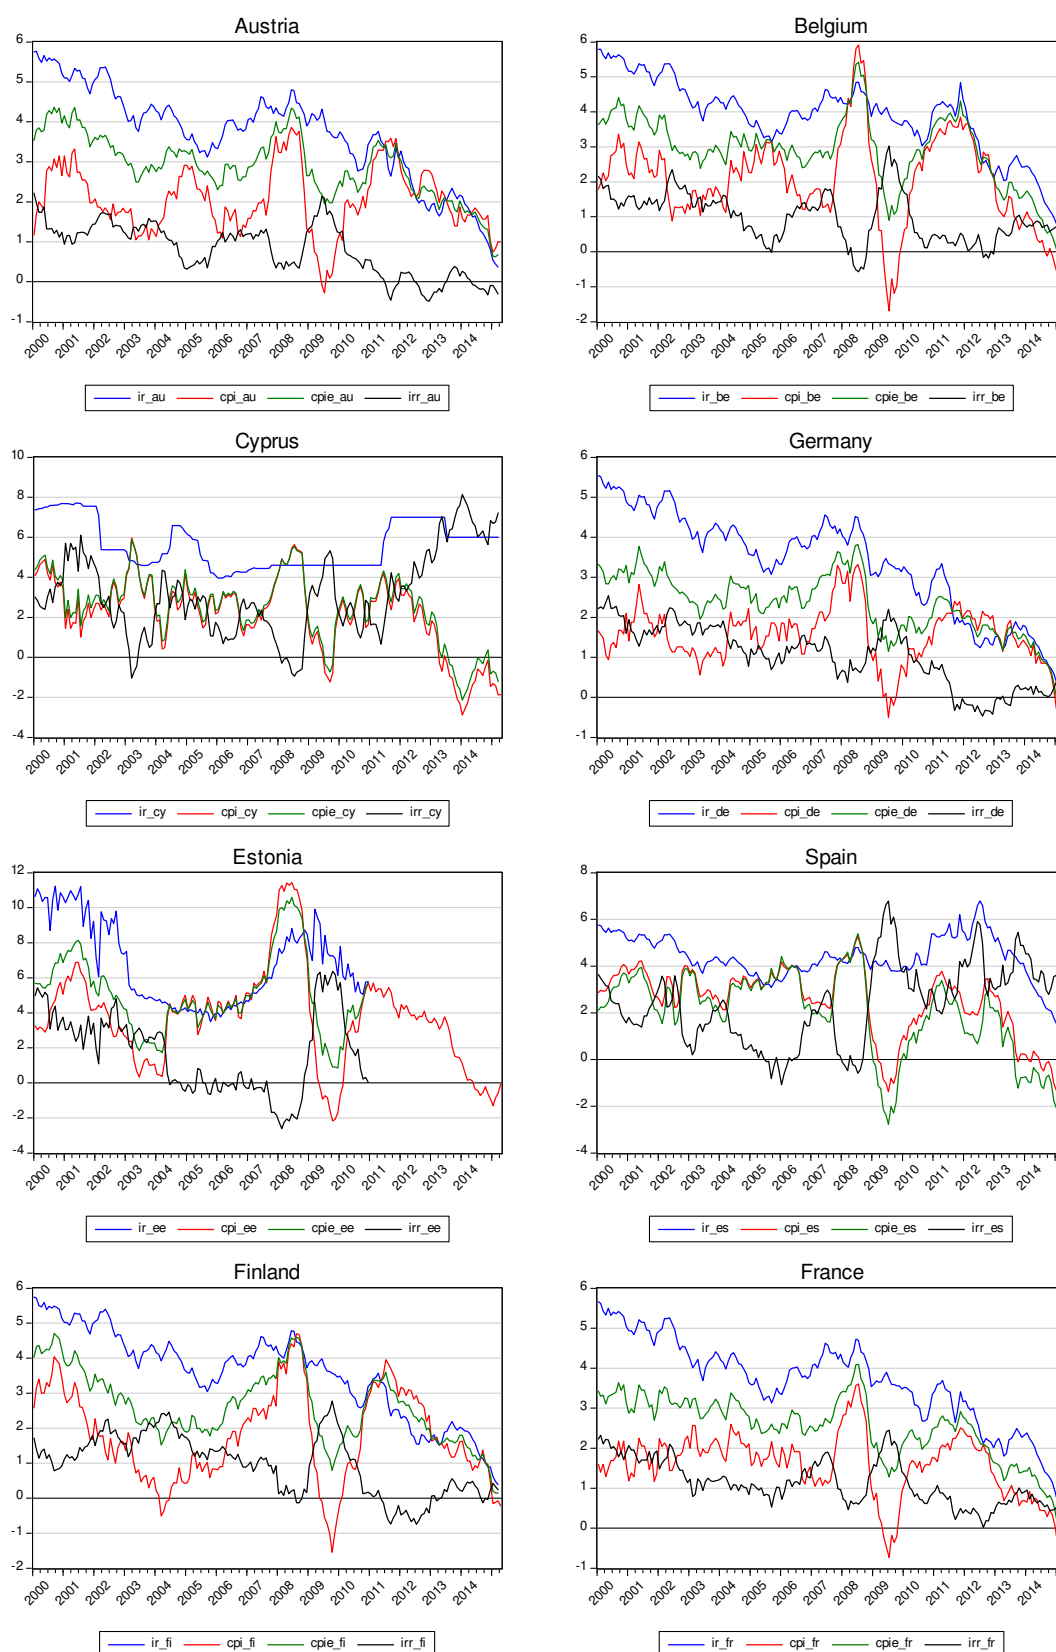 Austria
6
5
4
3
2
1
0
-1
2000 2001 2002 2003 2004 2005 2006 2007 2008 2009 2010 2011 2012 2013 2014
ir_au cpi_au cpie_au irr_au
Belgium
6
5
4
3
2
1
0
-1
-2
2000 2001 2002 2003 2004 2005 2006 2007 2008 2009 2010 2011 2012 2013 2014
ir_be cpi_be cpie_be irr_be
Cyprus
10
8
6
4
2
0
-2
-4
2000 2001 2002 2003 2004 2005 2006 2007 2008 2009 2010 2011 2012 2013 2014
ir_cy cpi_cy cpie_cy irr_cy
Germany
6
5
4
3
2
1
0
-1
2000 2001 2002 2003 2004 2005 2006 2007 2008 2009 2010 2011 2012 2013 2014
ir_de cpi_de cpie_de irr_de
Estonia
12
10
8
6
4
2
0
-2
-4
2000 2001 2002 2003 2004 2005 2006 2007 2008 2009 2010 2011 2012 2013 2014
ir_ee cpi_ee cpie_ee irr_ee
Spain
8
6
4
2
0
-2
-4
2000 2001 2002 2003 2004 2005 2006 2007 2008 2009 2010 2011 2012 2013 2014
ir_es cpi_es cpie_es irr_es
Finland
6
5
4
3
2
1
0
-1
-2
2000 2001 2002 2003 2004 2005 2006 2007 2008 2009 2010 2011 2012 2013 2014
ir_fi cpi_fi cpie_fi irr_fi
France
6
5
4
3
2
1
0
-1
2000 2001 2002 2003 2004 2005 2006 2007 2008 2009 2010 2011 2012 2013 2014
ir_fr cpi_fr cpie_fr irr_fr